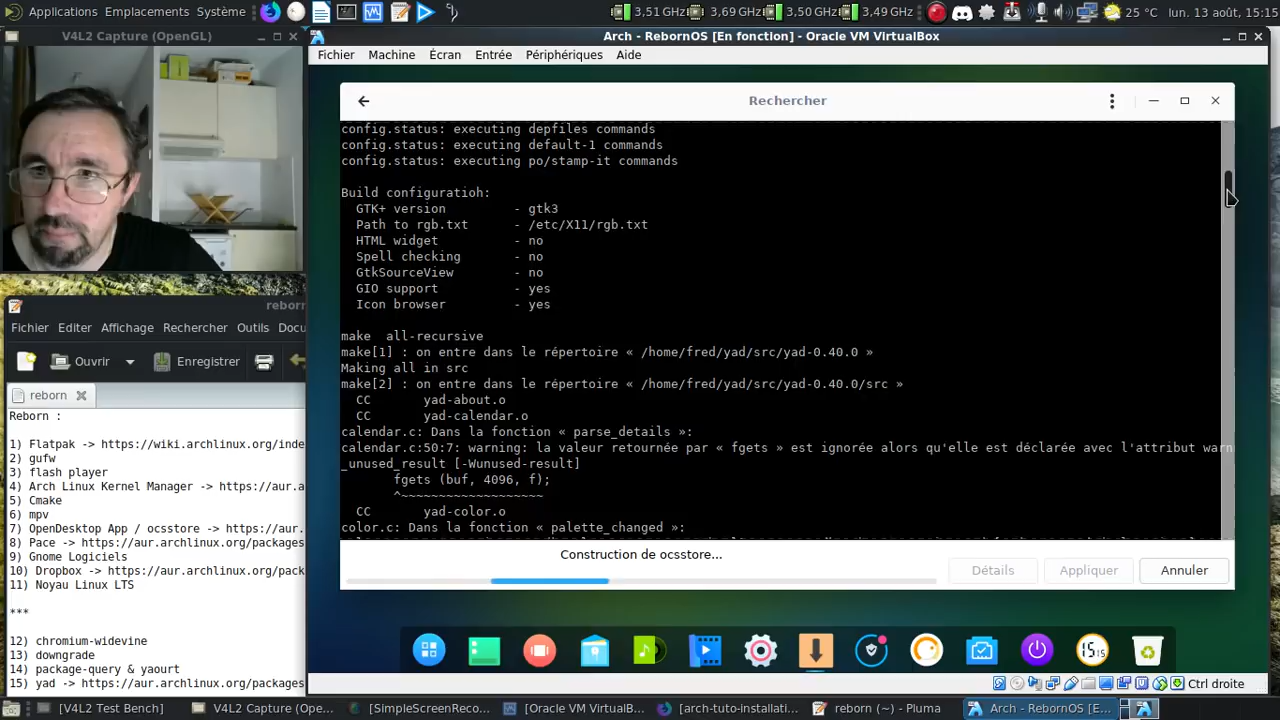 Applications Emplacements Système
3,51 GHz 3,69 GHz 3,50 GHz 3,49 GHz 25 °C lun. 13 août, 15:15
V4L2 Capture (OpenGL)
Arch - RebornOS [En fonction] - Oracle VM VirtualBox
Fichier Machine Écran Entrée Périphériques Aide
Rechercher
config.status: executing depfiles commands
config.status: executing default-1 commands
config.status: executing po/stamp-it commands
Build configuration:
GTK+ version - gtk3
Path to rgb.txt - /etc/X11/rgb.txt
HTML widget - no
Spell checking - no
GtkSourceView - no
GIO support - yes
Icon browser - yes
make all-recursive
make[1] : on entre dans le répertoire « /home/fred/yad/src/yad-0.40.0 »
Making all in src
make[2] : on entre dans le répertoire « /home/fred/yad/src/yad-0.40.0/src »
CC yad-about.o
CC yad-calendar.o
calendar.c: Dans la fonction « parse_details »:
calendar.c:50:7: warning: la valeur retournée par « fgets » est ignorée alors qu'elle est déclarée avec l'attribut warn
_unused_result [-Wunused-result]
fgets (buf, 4096, f);
^~~~~~~~~~~~~~~~~~~~
CC yad-color.o
color.c: Dans la fonction « palette_changed »:
Construction de ocsstore...
Détails Appliquer Annuler
reborn
Fichier Editer Affichage Rechercher Outils Docu
Ouvrir Enregistrer
reborn
Reborn :
1) Flatpak -> https://wiki.archlinux.org/inde
2) gufw
3) flash player
4) Arch Linux Kernel Manager -> https://aur.a
5) Cmake
6) mpv
7) OpenDesktop App / ocsstore -> https://aur.
8) Pace -> https://aur.archlinux.org/packages
9) Gnome Logiciels
10) Dropbox -> https://aur.archlinux.org/pack
11) Noyau Linux LTS
***
12) chromium-widevine
13) downgrade
14) package-query & yaourt
15) yad -> https://aur.archlinux.org/packages
15 15
Ctrl droite
[V4L2 Test Bench] V4L2 Capture (Ope... [SimpleScreenReco... [Oracle VM VirtualB... [arch-tuto-installati... reborn (~) - Pluma Arch - RebornOS [E...